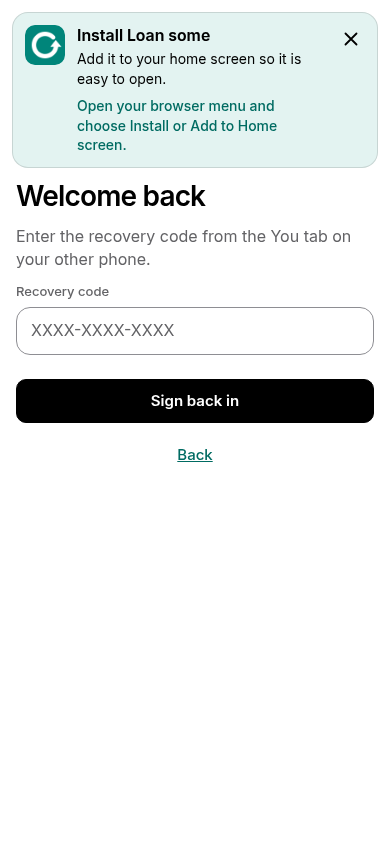 Install Loan some
Add it to your home screen so it is
easy to open.
Open your browser menu and
choose Install or Add to Home
screen.
Welcome back
Enter the recovery code from the You tab on
your other phone.
Recovery code
XXXX-XXXX-XXXX
Sign back in
Back